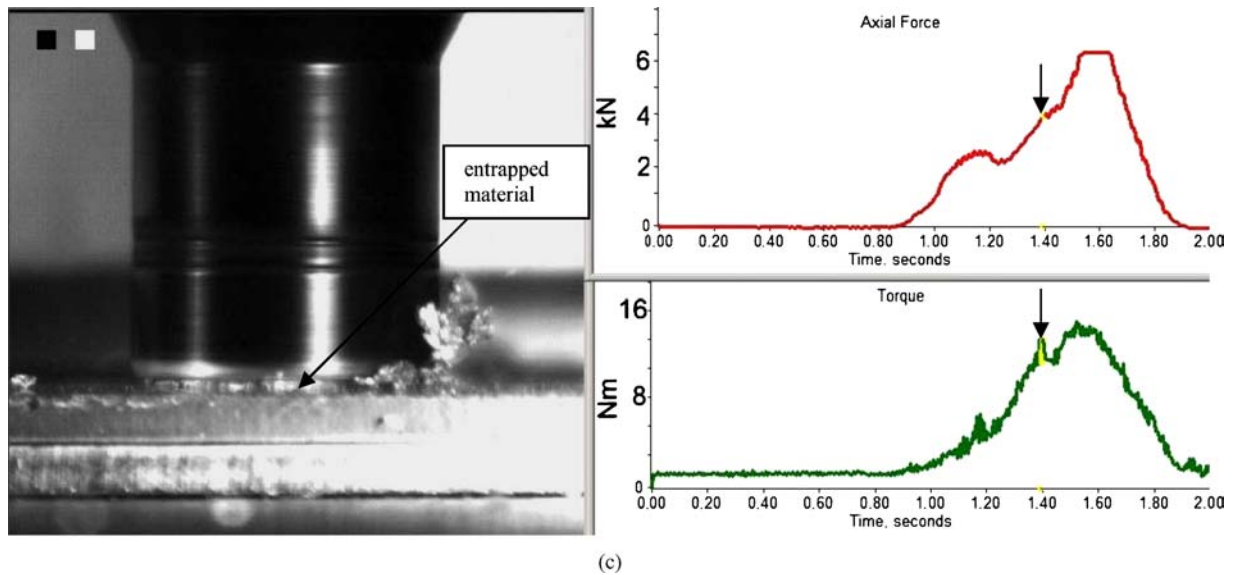 entrapped
material
Axial Force
kN
6
4
2
0
0.00 0.20 0.40 0.60 0.80 1.00 1.20 1.40 1.60 1.80 2.00
Time, seconds
Torque
Nm
16
8
0
0.00 0.20 0.40 0.60 0.80 1.00 1.20 1.40 1.60 1.80 2.00
Time, seconds
(c)